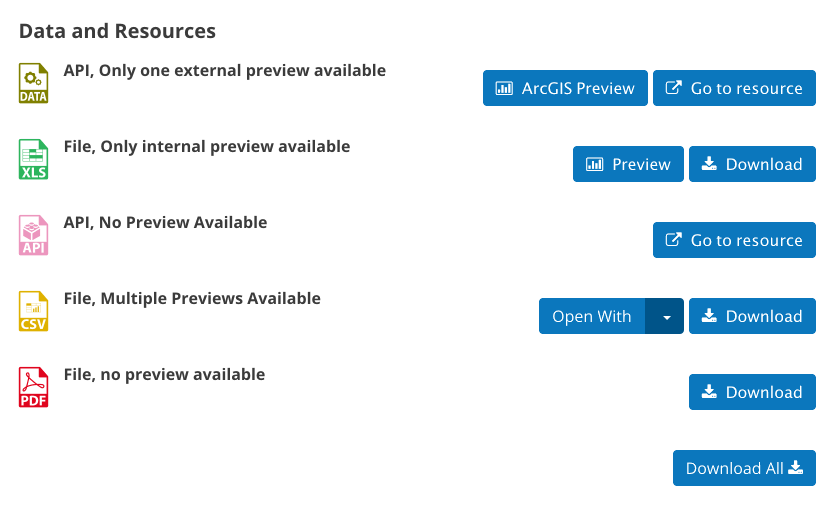 Data and Resources
DATA
API, Only one external preview available
ArcGIS Preview
Go to resource
XLS
File, Only internal preview available
Preview
Download
API
API, No Preview Available
Go to resource
CSV
File, Multiple Previews Available
Open With
Download
PDF
File, no preview available
Download
Download All